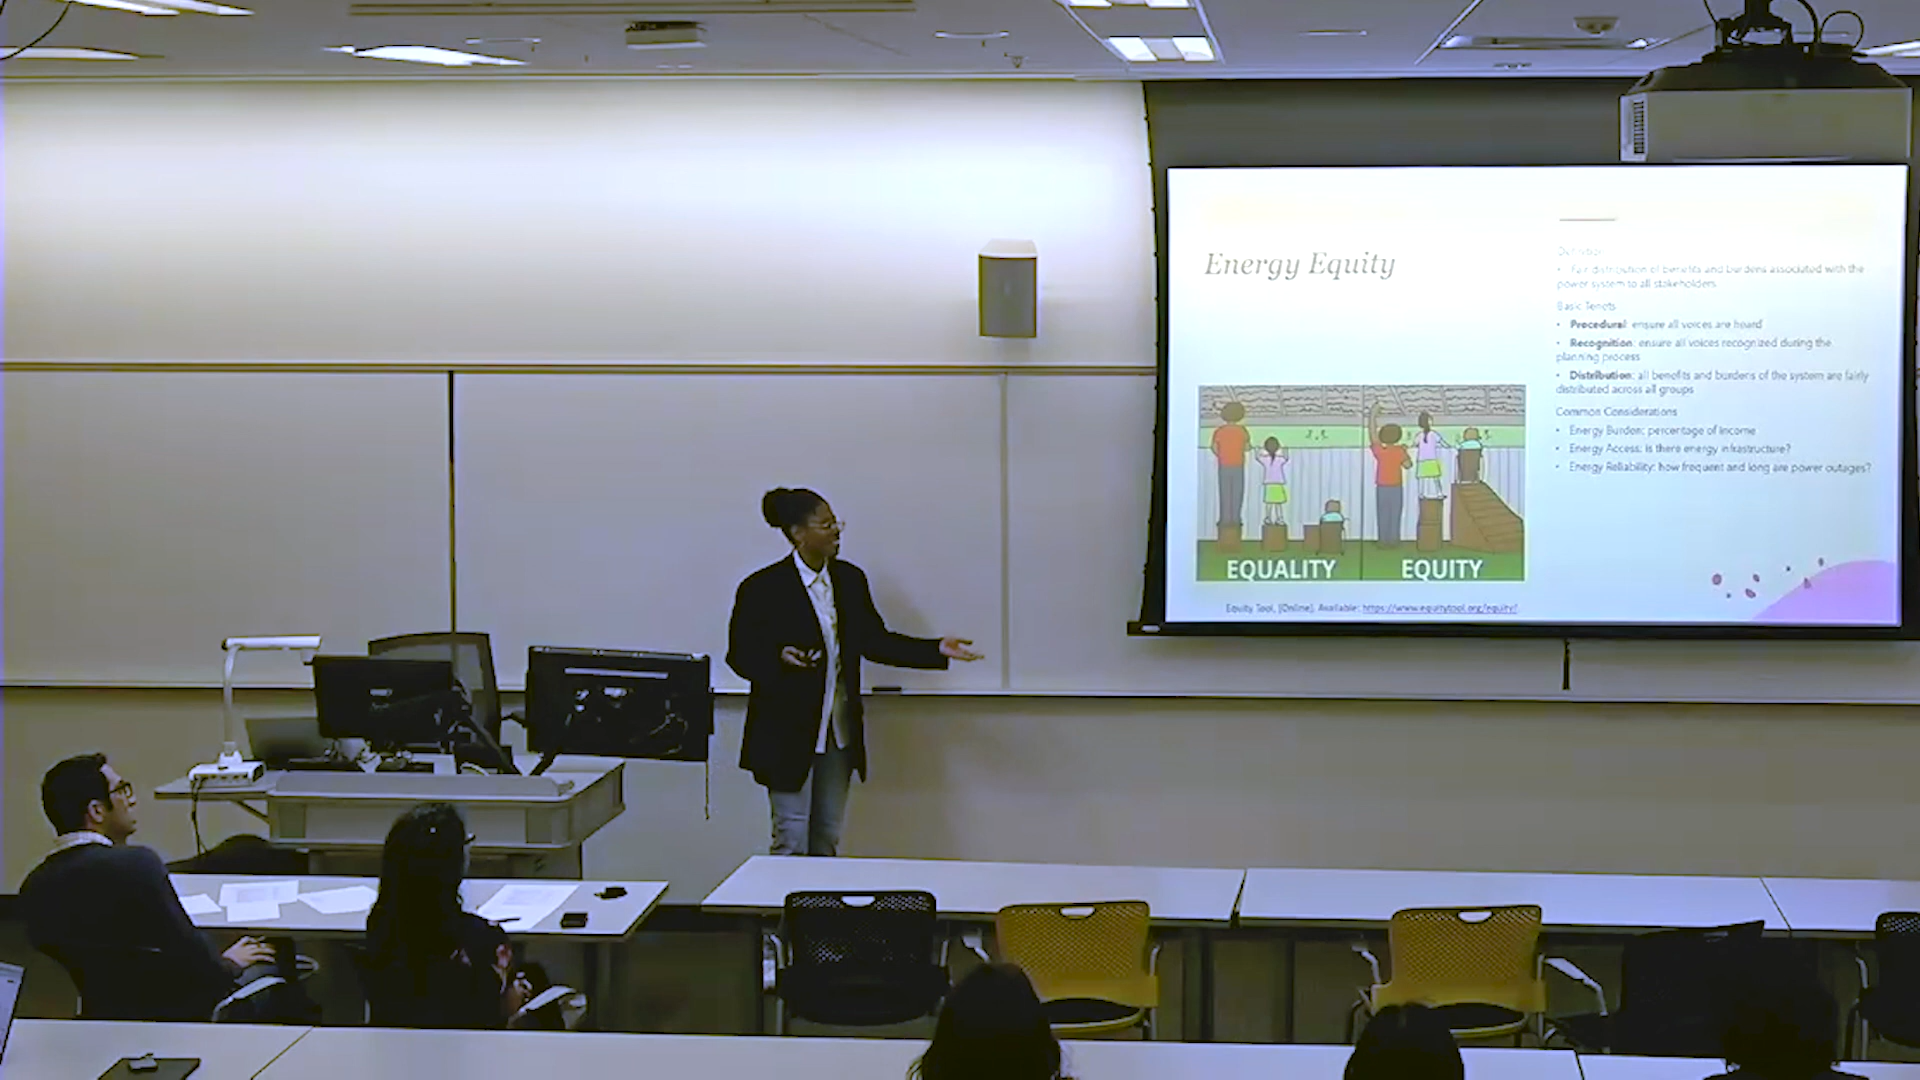 Energy Equity
Definition
• Fair distribution of benefits and burdens associated with the
power system to all stakeholders
Basic Tenets
• Procedural: ensure all voices are heard
• Recognition: ensure all voices recognized during the
planning process
• Distribution: all benefits and burdens of the system are fairly
distributed across all groups
Common Considerations
• Energy Burden: percentage of income
• Energy Access: is there energy infrastructure?
• Energy Reliability: how frequent and long are power outages?
EQUALITY
EQUITY
Equity Tool, [Online]. Available: https://www.equitytool.org/equity/.